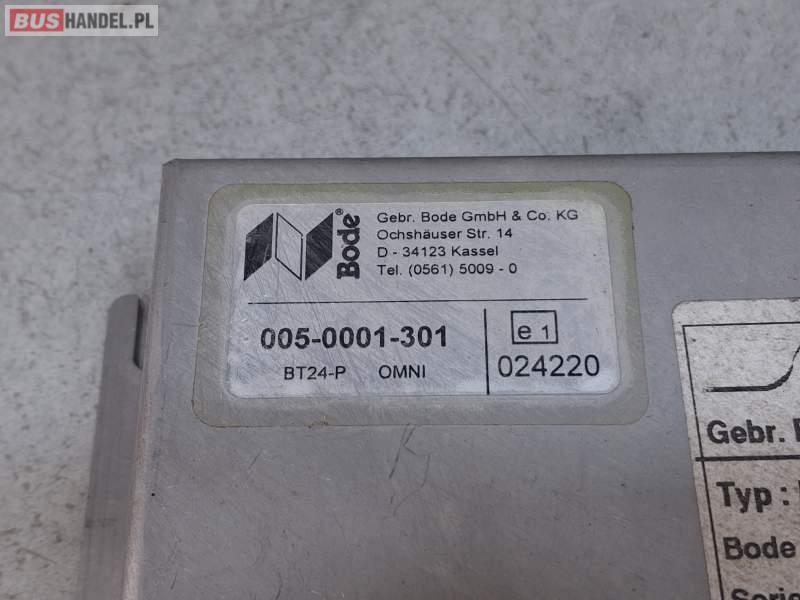 BUSHANDEL.PL
Bode®
Gebr. Bode GmbH & Co. KG
Ochshäuser Str. 14
D - 34123 Kassel
Tel. (0561) 5009 - 0
005-0001-301
BT24-P OMNI
e 1
024220
Gebr.
Typ :
Bode